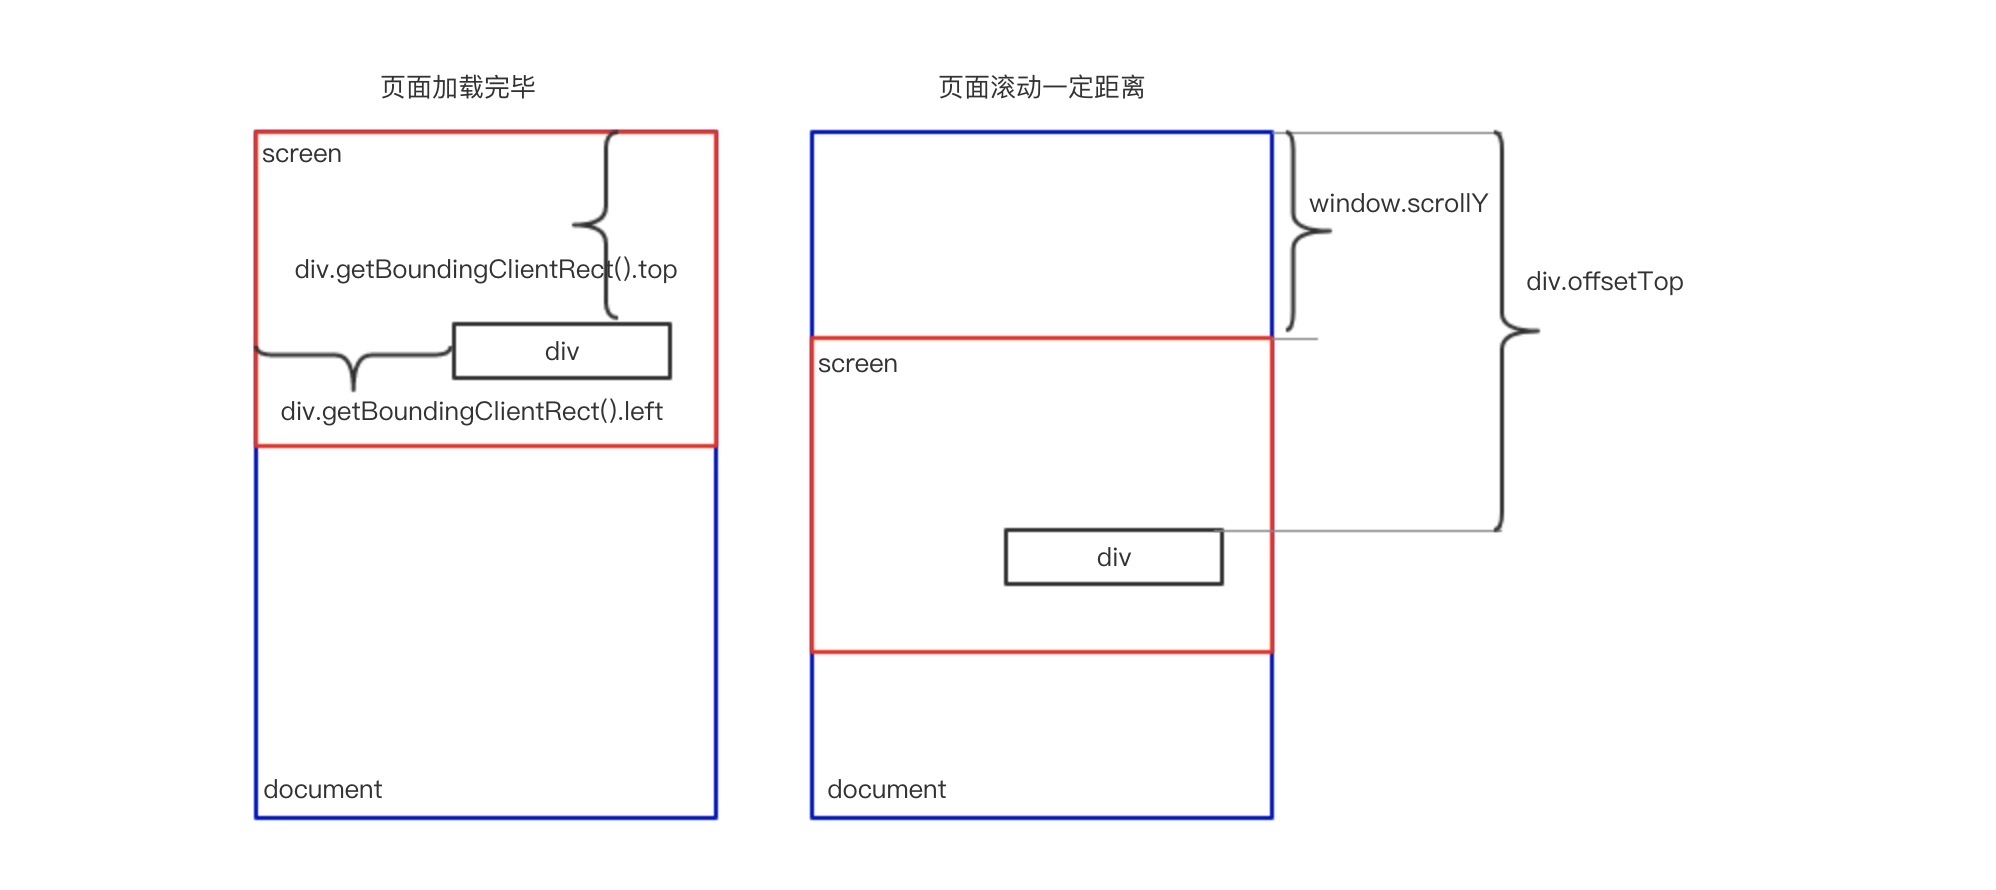 页面加载完毕
screen
div.getBoundingClientRect().top
div
div.getBoundingClientRect().left
document
页面滚动一定距离
window.scrollY
div.offsetTop
screen
div
document